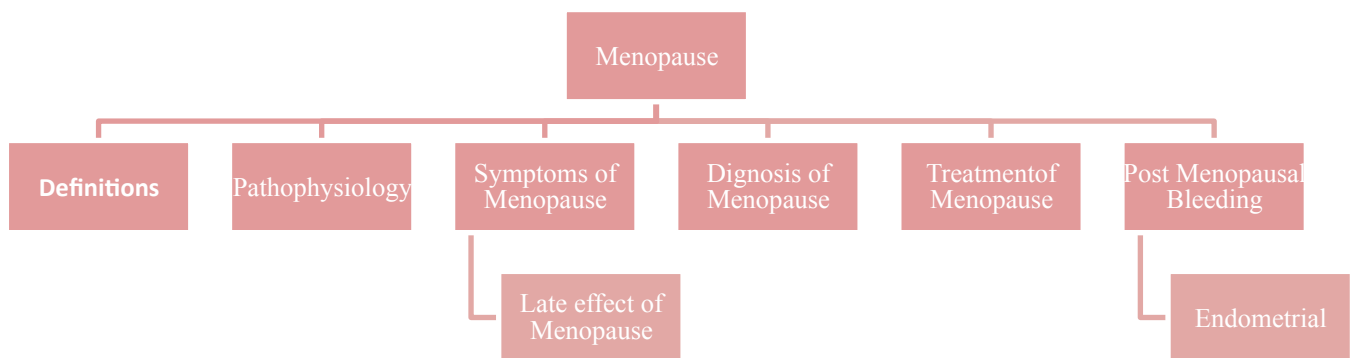 Menopause
Definitions
Pathophysiology
Symptoms of
Menopause
Dignosis of
Menopause
Treatmentof
Menopause
Post Menopausal
Bleeding
Late effect of
Menopause
Endometrial